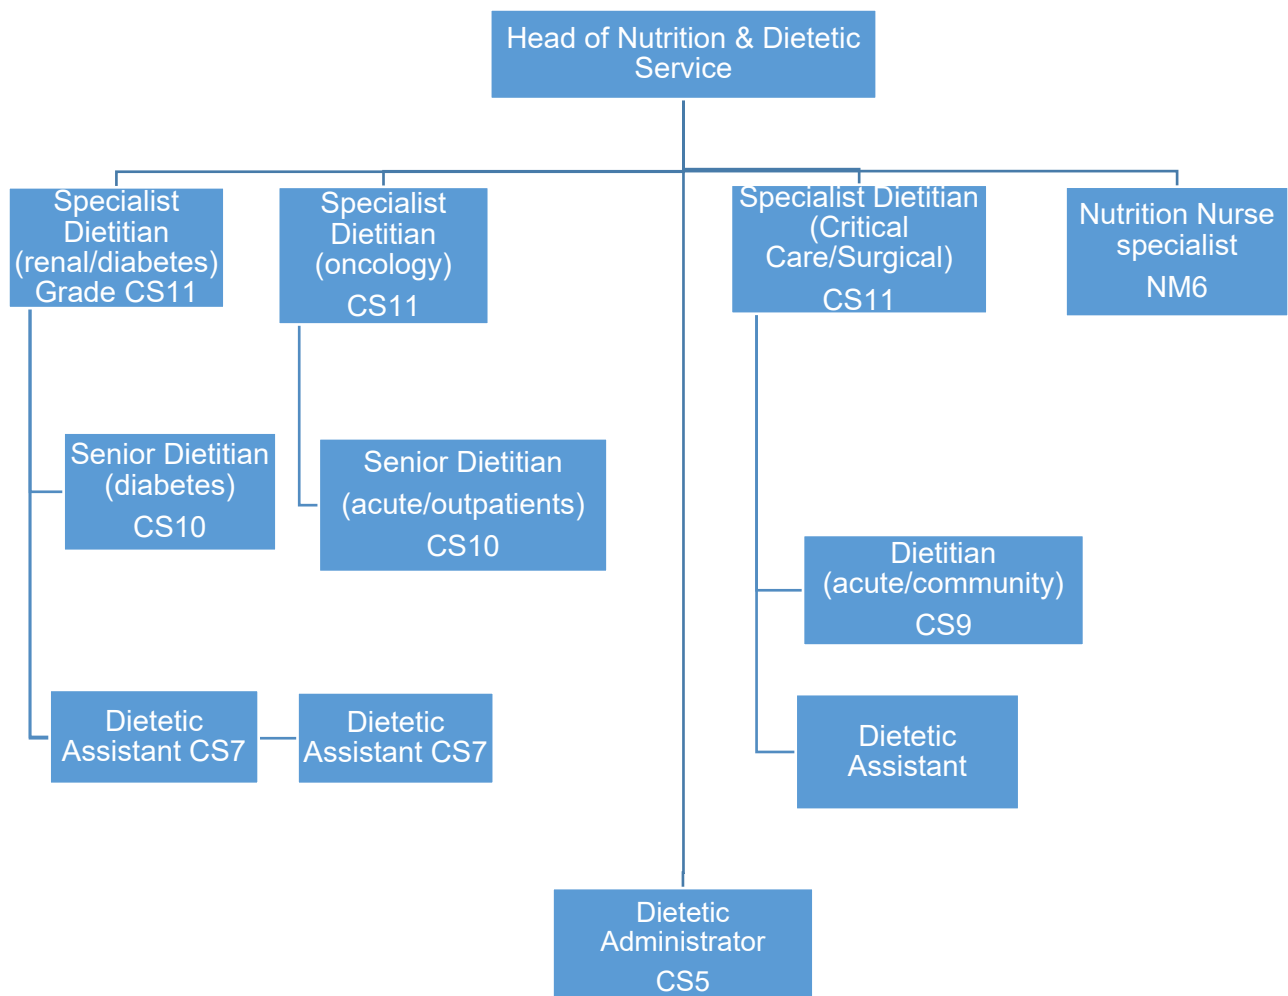 Head of Nutrition & Dietetic
Service
Specialist
Dietitian
(renal/diabetes)
Grade CS11
Specialist
Dietitian
(oncology)
CS11
Specialist Dietitian
(Critical
Care/Surgical)
CS11
Nutrition Nurse
specialist
NM6
Senior Dietitian
(diabetes)
CS10
Senior Dietitian
(acute/outpatients)
CS10
Dietitian
(acute/community)
CS9
Dietetic
Assistant CS7
Dietetic
Assistant CS7
Dietetic
Assistant
Dietetic
Administrator
CS5